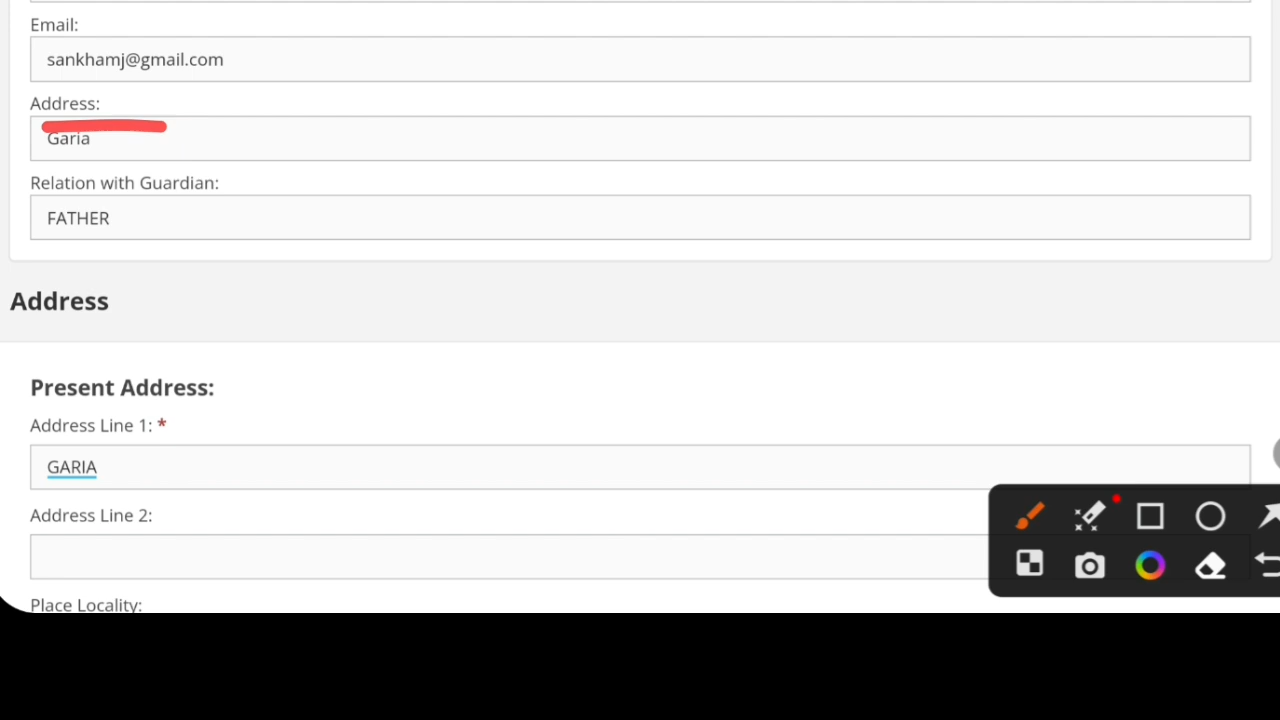 Email:
sankhamj@gmail.com
Address:
Garia
Relation with Guardian:
FATHER
Address
Present Address:
Address Line 1: *
GARIA
Address Line 2:
Place Locality: